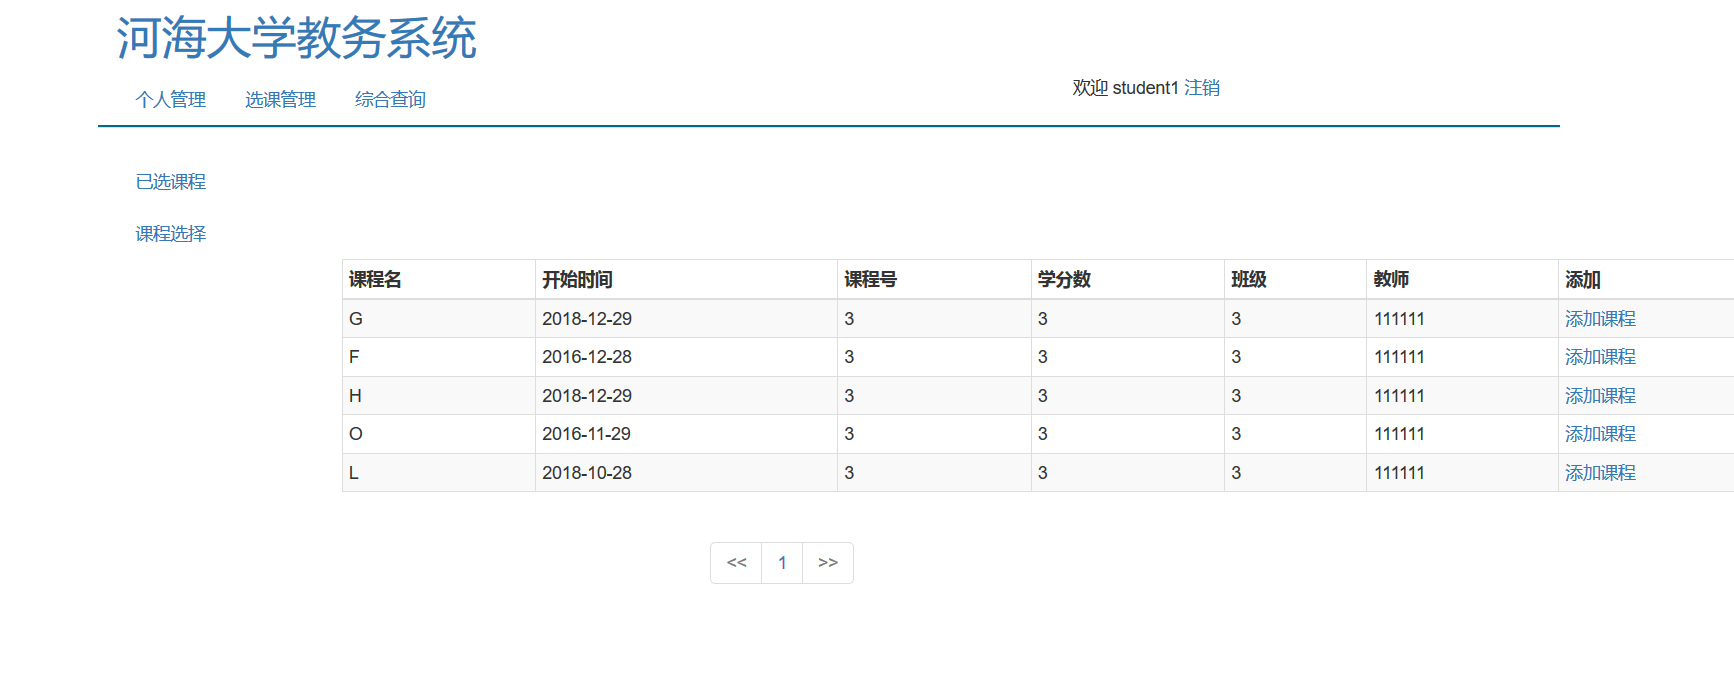 河海大学教务系统
个人管理 选课管理 综合查询 欢迎 student1 注销
已选课程
课程选择
课程名 开始时间 课程号 学分数 班级 教师 添加
G 2018-12-29 3 3 3 111111 添加课程
F 2016-12-28 3 3 3 111111 添加课程
H 2018-12-29 3 3 3 111111 添加课程
O 2016-11-29 3 3 3 111111 添加课程
L 2018-10-28 3 3 3 111111 添加课程
<< 1 >>